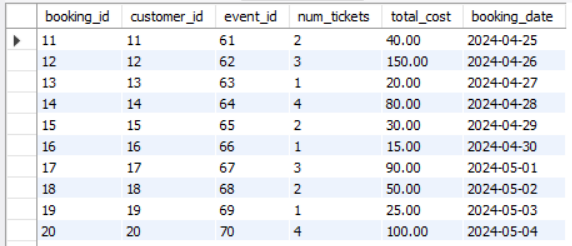 booking_id customer_id event_id num_tickets total_cost booking_date
11 11 61 2 40.00 2024-04-25
12 12 62 3 150.00 2024-04-26
13 13 63 1 20.00 2024-04-27
14 14 64 4 80.00 2024-04-28
15 15 65 2 30.00 2024-04-29
16 16 66 1 15.00 2024-04-30
17 17 67 3 90.00 2024-05-01
18 18 68 2 50.00 2024-05-02
19 19 69 1 25.00 2024-05-03
20 20 70 4 100.00 2024-05-04